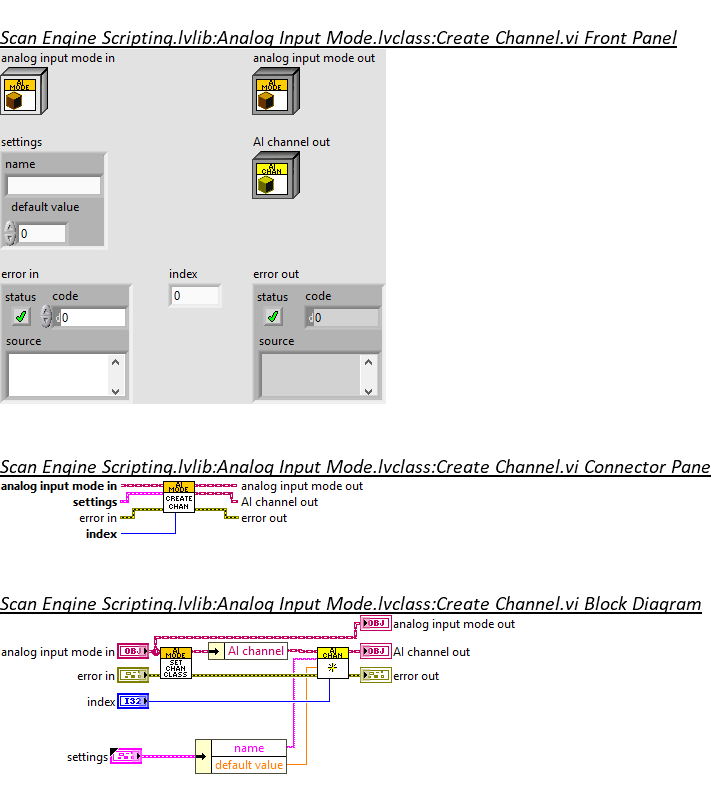 Scan Engine Scripting.lvlib:Analog Input Mode.lvclass:Create Channel.vi Front Panel
analog input mode in
analog input mode out
AI
MODE
AI
MODE
settings
AI channel out
name
AI
CHAN
default value
0
error in
index
error out
status
code
0
status
code
d0
d0
source
source
Scan Engine Scripting.lvlib:Analog Input Mode.lvclass:Create Channel.vi Connector Pane
analog input mode in
AI
MODE
analog input mode out
settings
CREATE
CHAN
AI channel out
error in
error out
index
Scan Engine Scripting.lvlib:Analog Input Mode.lvclass:Create Channel.vi Block Diagram
OBJ
analog input mode out
analog input mode in
OBJ
AI
MODE
SET
CHAN
CLASS
AI channel
AI
CHAN
OBJ
AI channel out
error in
error out
index
I32
settings
name
default value